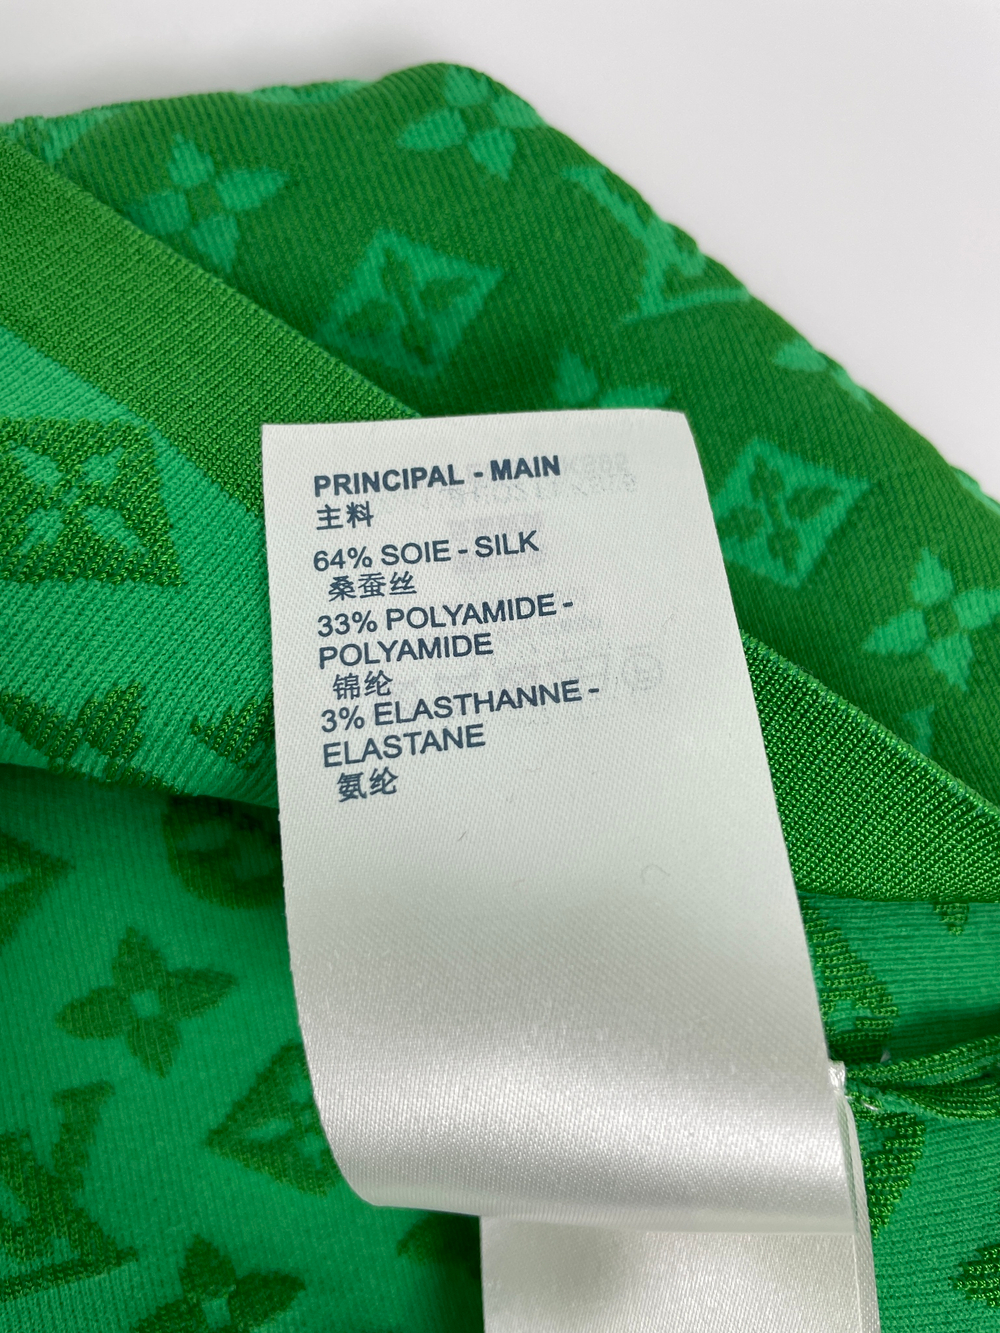 PRINCIPAL - MAIN
主料
64% SOIE - SILK
桑蚕丝
33% POLYAMIDE -
POLYAMIDE
锦纶
3% ELASTHANNE -
ELASTANE
氨纶